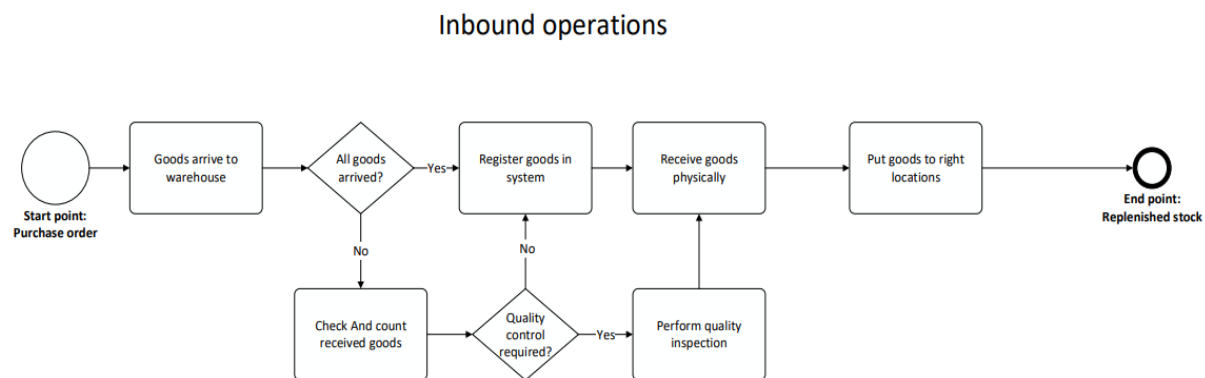 Inbound operations
Goods arrive to
warehouse
All goods
arrived?
Yes
Register goods in
system
Receive goods
physically
Put goods to right
locations
Start point:
Purchase order
End point:
Replenished stock
No
No
Check And count
received goods
Quality
control
required?
Yes
Perform quality
inspection